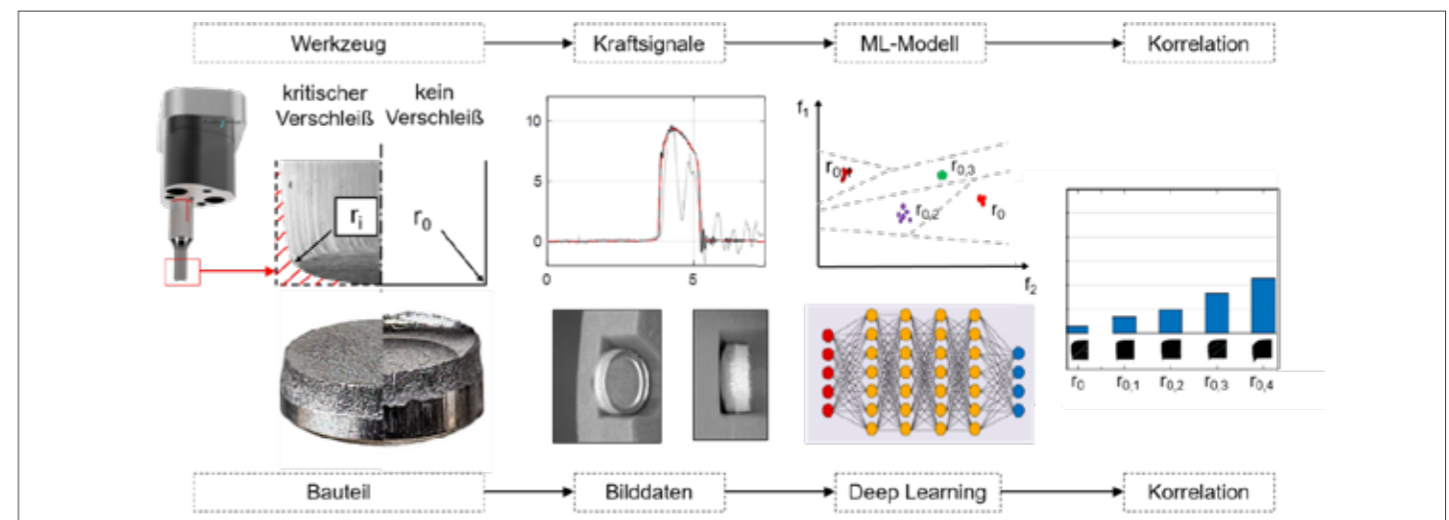 Werkzeug
Kraftsignale
ML-Modell
Korrelation
kritischer
Verschleiß
kein
Verschleiß
r_i
r_0
10
5
0
0
5
f_1
r_0,1
r_0,3
r_0,2
r_0
f_2
r_0
r_0,1
r_0,2
r_0,3
r_0,4
Bauteil
Bilddaten
Deep Learning
Korrelation